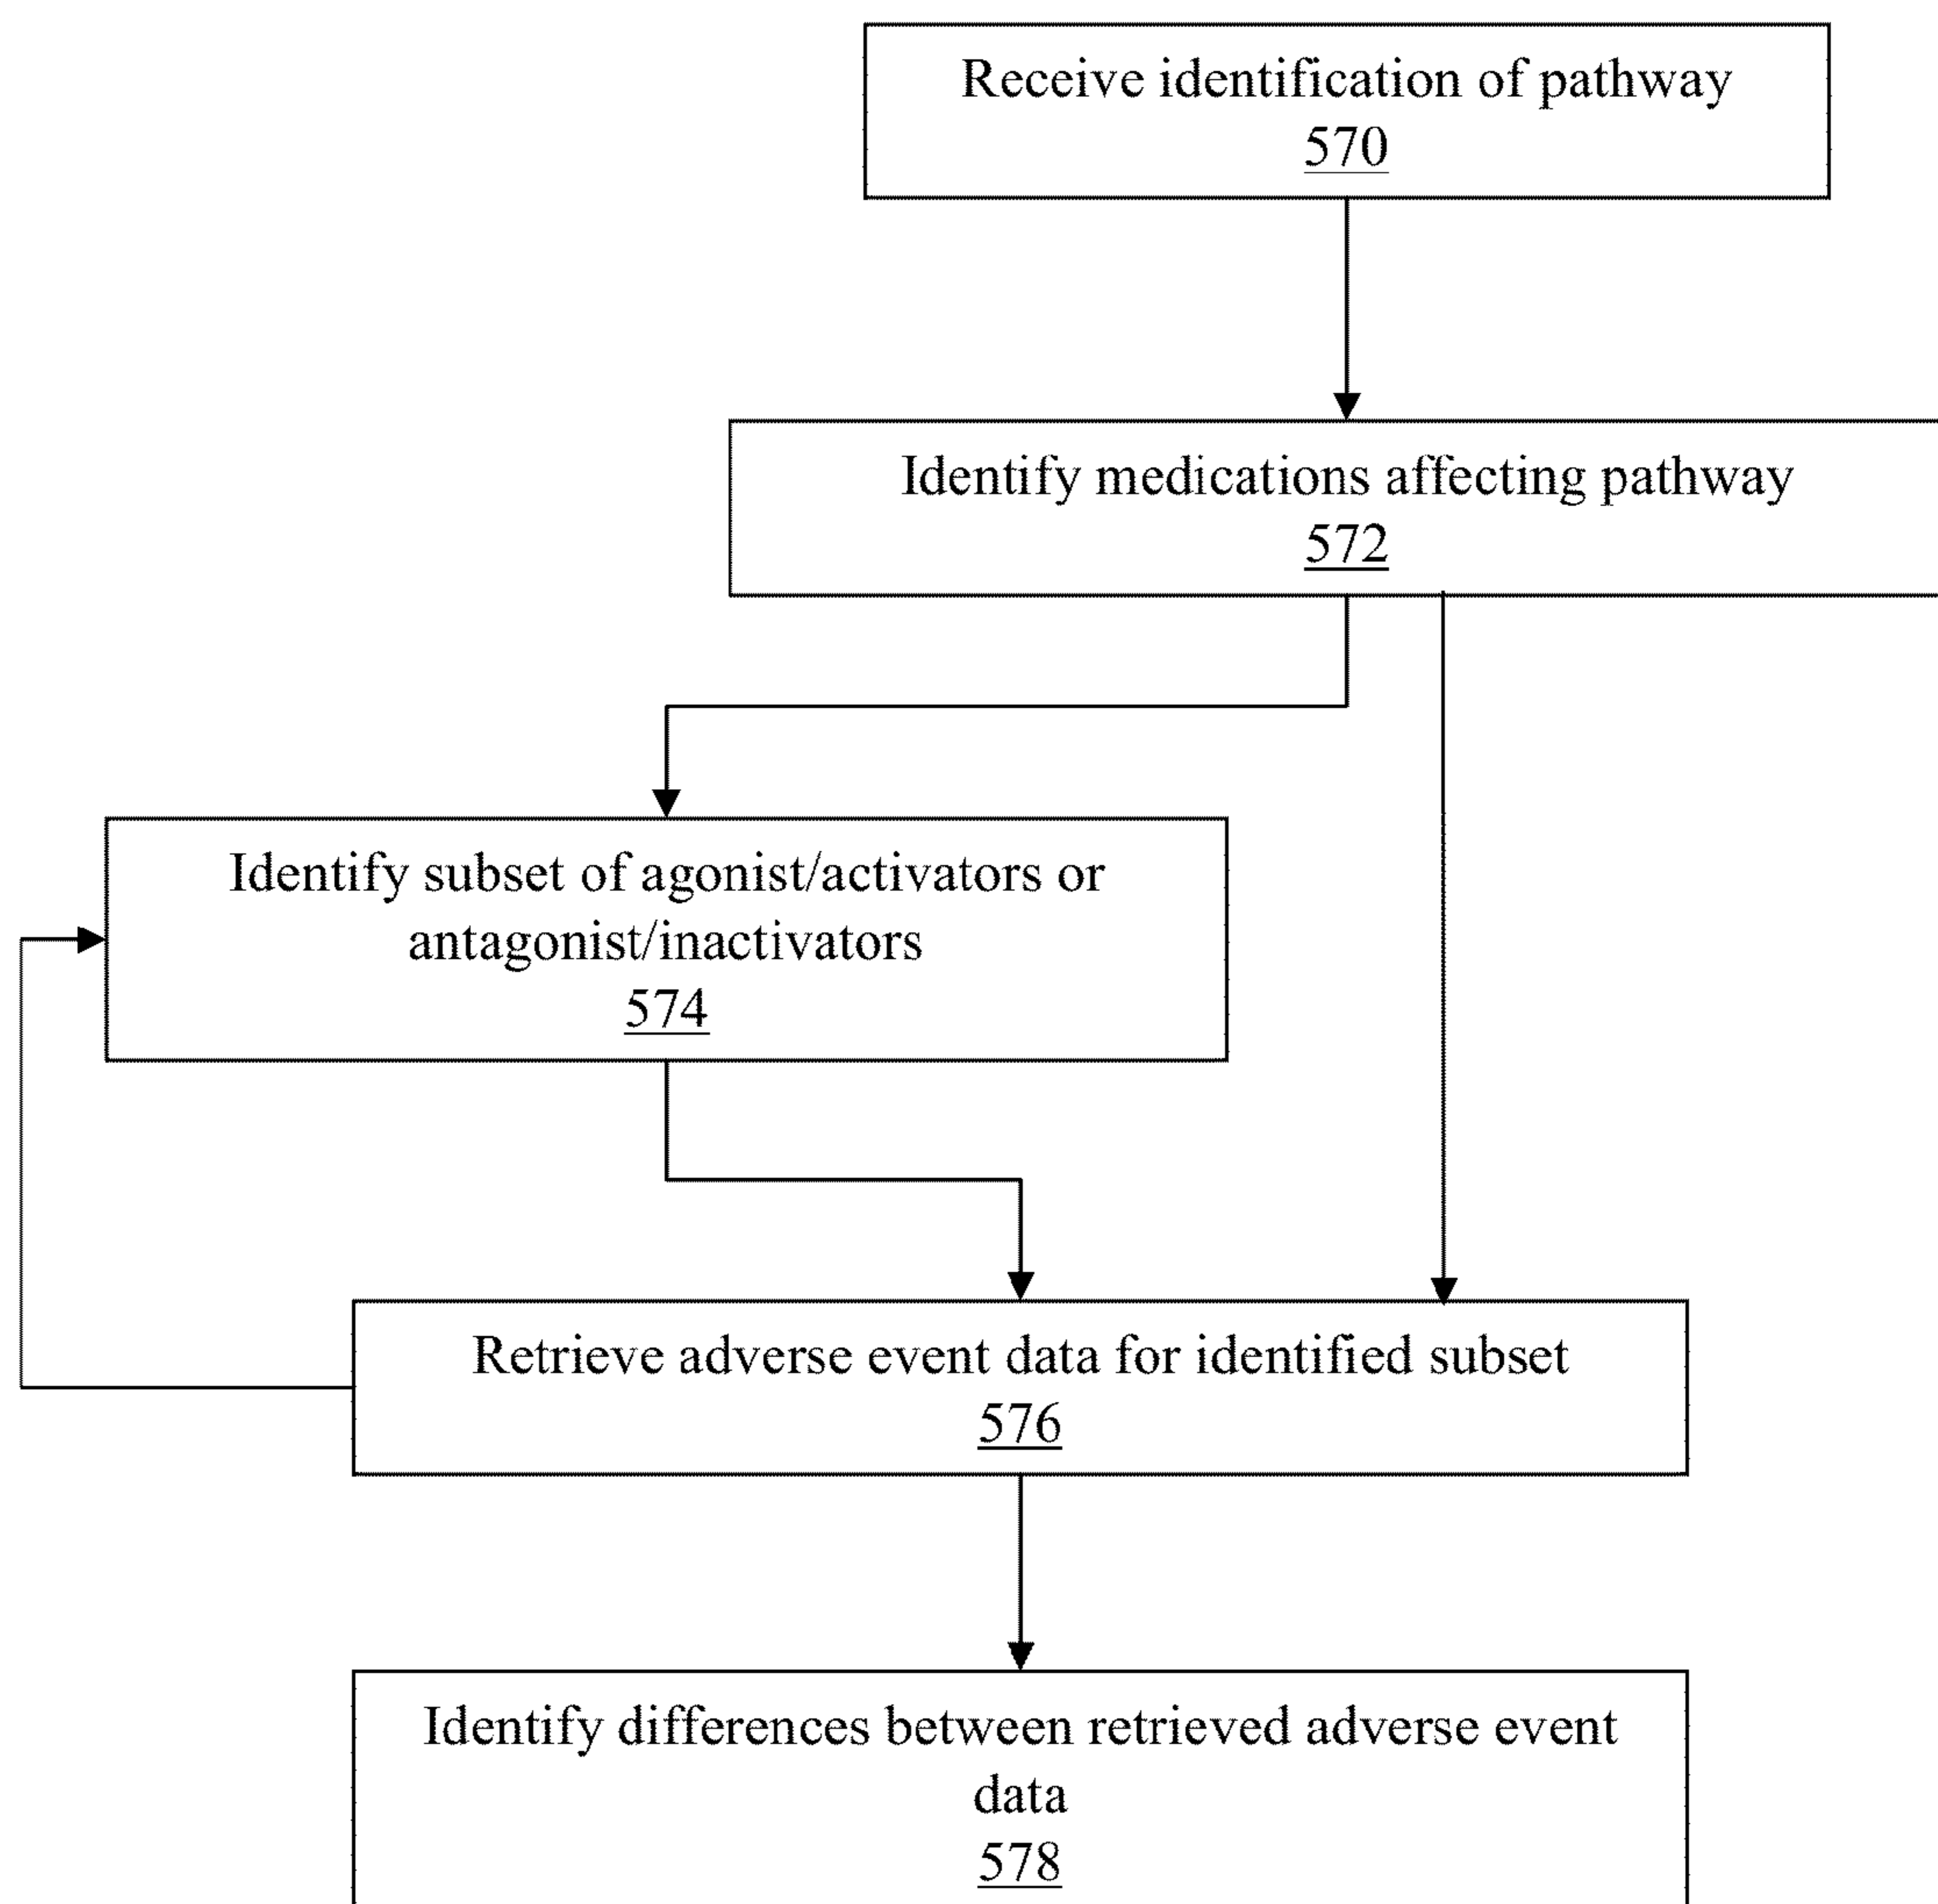 Receive identification of pathway
570
Identify medications affecting pathway
572
Identify subset of agonist/activators or
antagonist/inactivators
574
Retrieve adverse event data for identified subset
576
Identify differences between retrieved adverse event
data
578